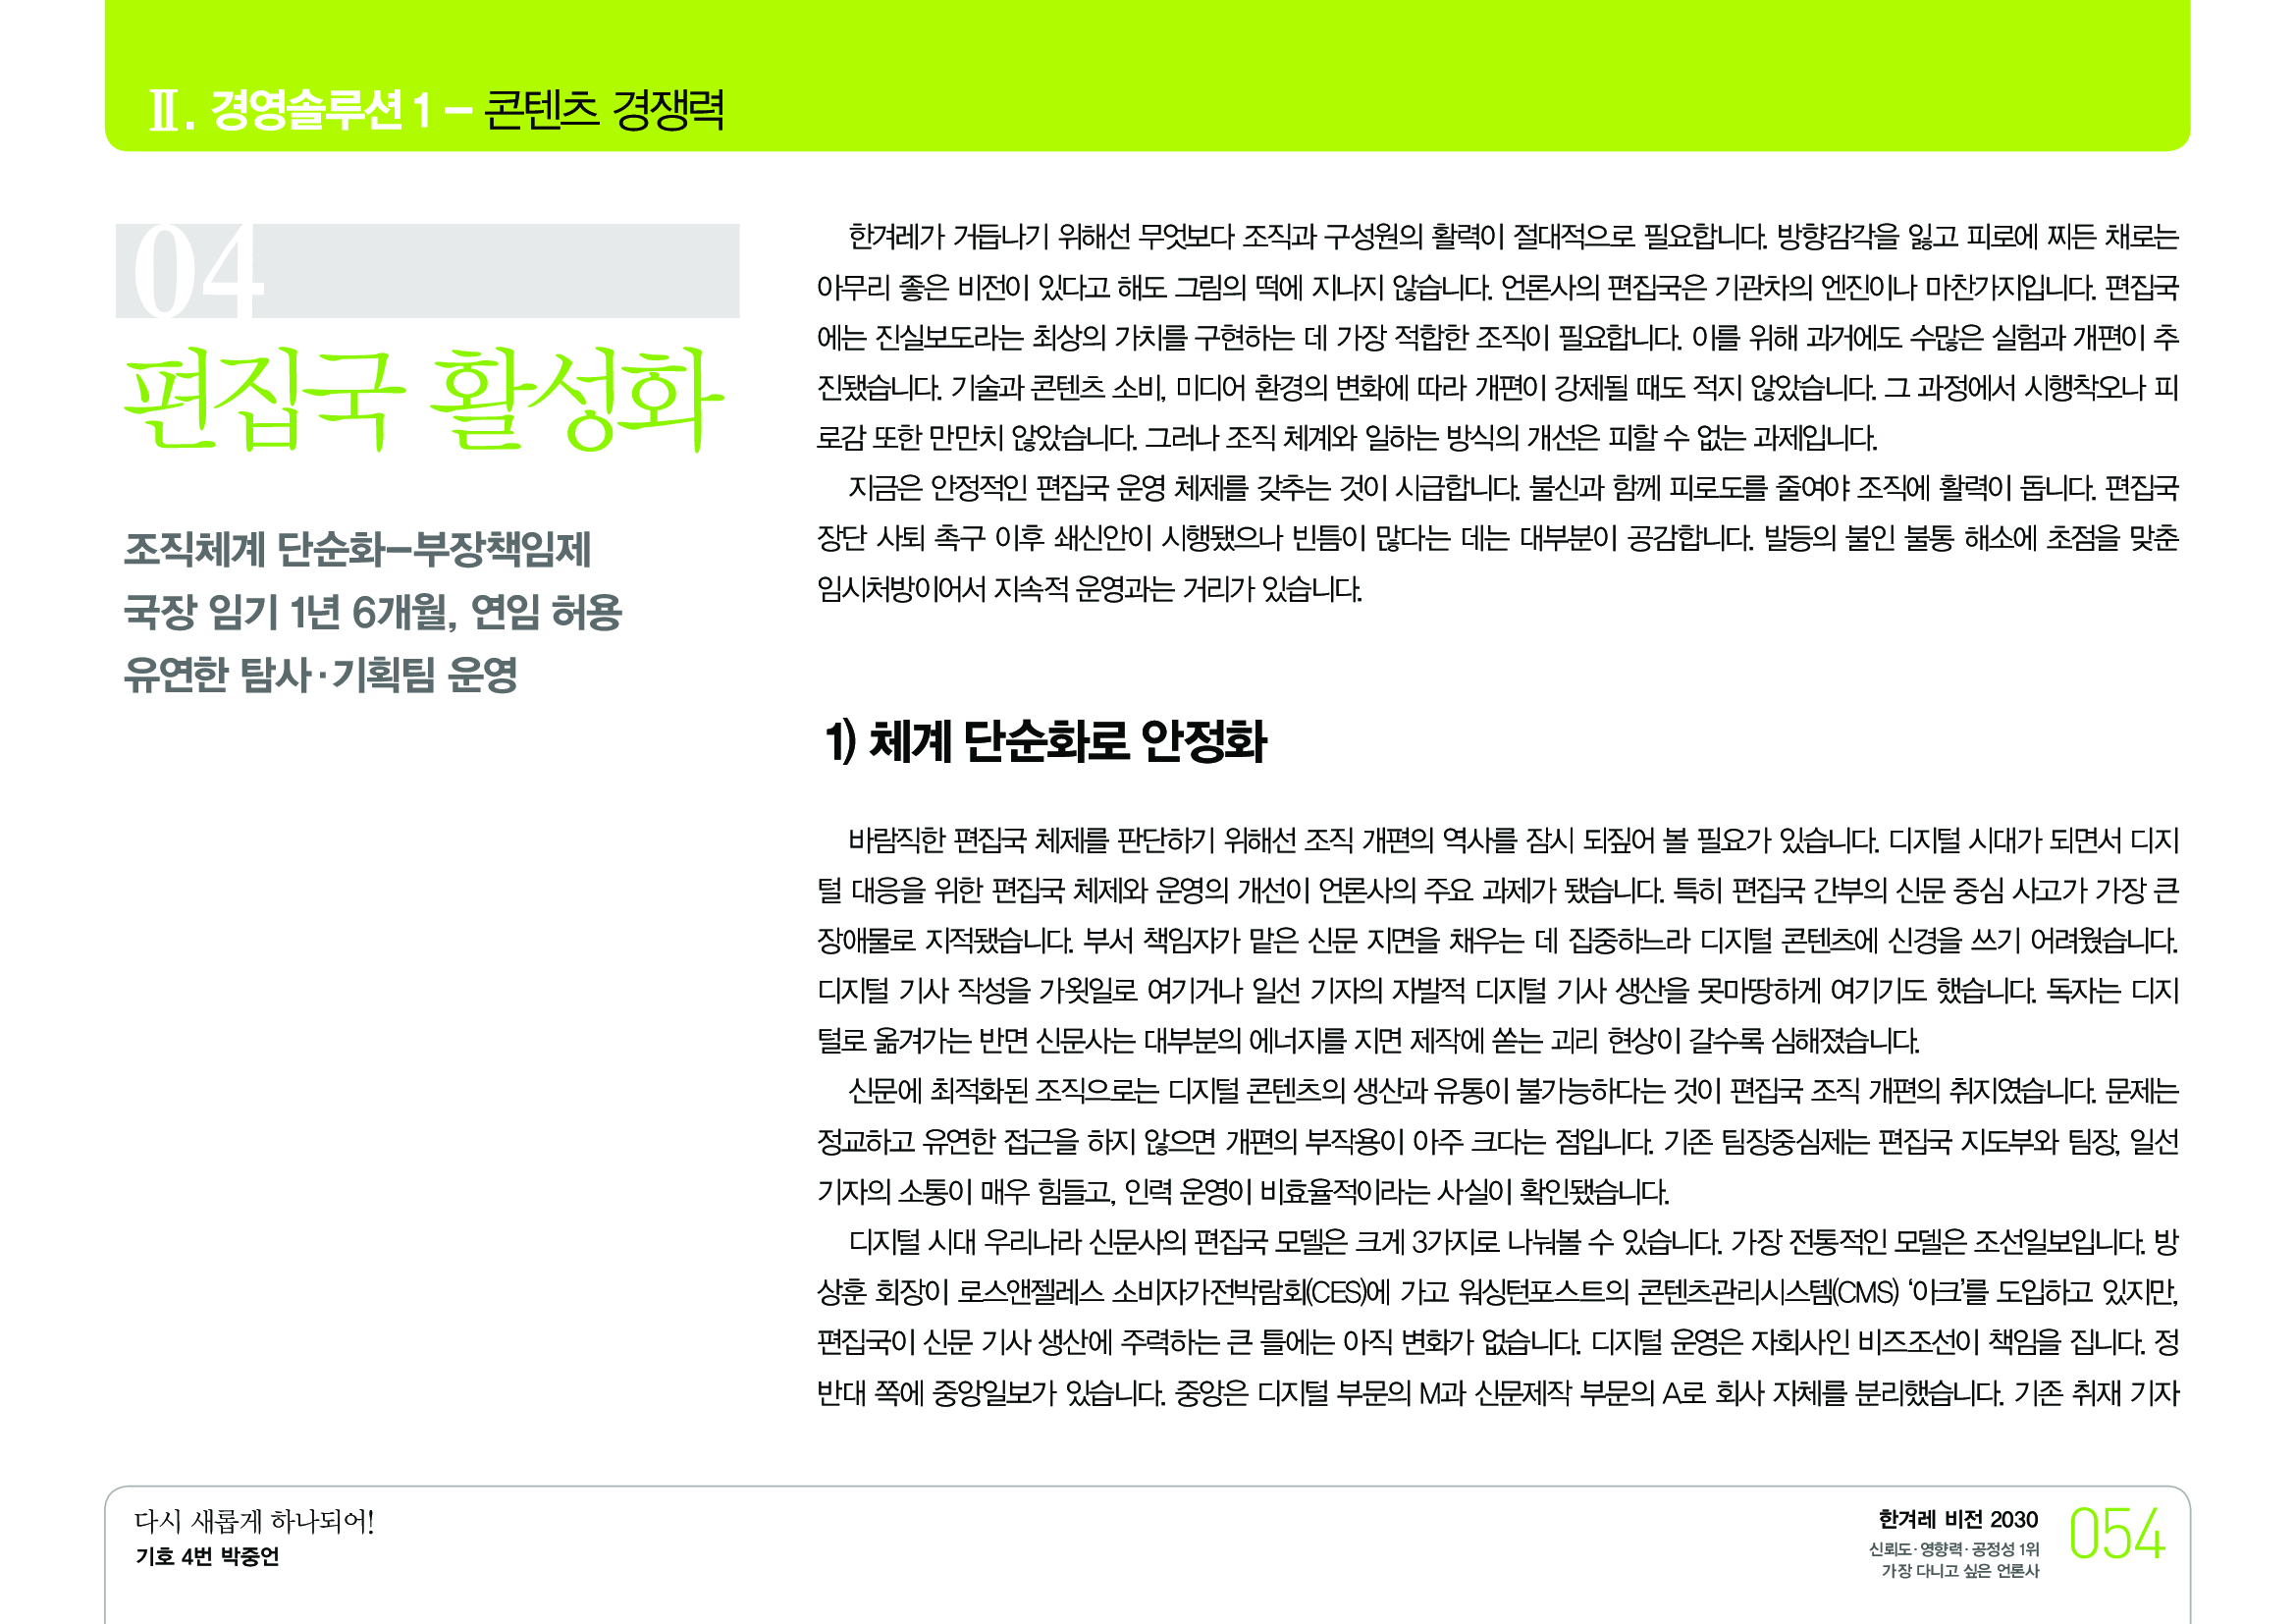 Ⅱ. 경영솔루션 1 – 콘텐츠 경쟁력
04
편집국 활성화
조직체계 단순화–부장책임제
국장 임기 1년 6개월, 연임 허용
유연한 탐사·기획팀 운영
한겨레가 거듭나기 위해선 무엇보다 조직과 구성원의 활력이 절대적으로 필요합니다. 방향감각을 잃고 피로에 찌든 채로는
아무리 좋은 비전이 있다고 해도 그림의 떡에 지나지 않습니다. 언론사의 편집국은 기관차의 엔진이나 마찬가지입니다. 편집국
에는 진실보도라는 최상의 가치를 구현하는 데 가장 적합한 조직이 필요합니다. 이를 위해 과거에도 수많은 실험과 개편이 추
진됐습니다. 기술과 콘텐츠 소비, 미디어 환경의 변화에 따라 개편이 강제될 때도 적지 않았습니다. 그 과정에서 시행착오나 피
로감 또한 만만치 않았습니다. 그러나 조직 체계와 일하는 방식의 개선은 피할 수 없는 과제입니다.
지금은 안정적인 편집국 운영 체제를 갖추는 것이 시급합니다. 불신과 함께 피로도를 줄여야 조직에 활력이 돕니다. 편집국
장단 사퇴 촉구 이후 쇄신안이 시행됐으나 빈틈이 많다는 데는 대부분이 공감합니다. 발등의 불인 불통 해소에 초점을 맞춘
임시처방이어서 지속적 운영과는 거리가 있습니다.
1) 체계 단순화로 안정화
바람직한 편집국 체제를 판단하기 위해선 조직 개편의 역사를 잠시 되짚어 볼 필요가 있습니다. 디지털 시대가 되면서 디지
털 대응을 위한 편집국 체제와 운영의 개선이 언론사의 주요 과제가 됐습니다. 특히 편집국 간부의 신문 중심 사고가 가장 큰
장애물로 지적됐습니다. 부서 책임자가 맡은 신문 지면을 채우는 데 집중하느라 디지털 콘텐츠에 신경을 쓰기 어려웠습니다.
디지털 기사 작성을 가욋일로 여기거나 일선 기자의 자발적 디지털 기사 생산을 못마땅하게 여기기도 했습니다. 독자는 디지
털로 옮겨가는 반면 신문사는 대부분의 에너지를 지면 제작에 쏟는 괴리 현상이 갈수록 심해졌습니다.
신문에 최적화된 조직으로는 디지털 콘텐츠의 생산과 유통이 불가능하다는 것이 편집국 조직 개편의 취지였습니다. 문제는
정교하고 유연한 접근을 하지 않으면 개편의 부작용이 아주 크다는 점입니다. 기존 팀장중심제는 편집국 지도부와 팀장, 일선
기자의 소통이 매우 힘들고, 인력 운영이 비효율적이라는 사실이 확인됐습니다.
디지털 시대 우리나라 신문사의 편집국 모델은 크게 3가지로 나눠볼 수 있습니다. 가장 전통적인 모델은 조선일보입니다. 방
상훈 회장이 로스앤젤레스 소비자가전박람회(CES)에 가고 워싱턴포스트의 콘텐츠관리시스템(CMS) ‘아크’를 도입하고 있지만,
편집국이 신문 기사 생산에 주력하는 큰 틀에는 아직 변화가 없습니다. 디지털 운영은 자회사인 비즈조선이 책임을 집니다. 정
반대 쪽에 중앙일보가 있습니다. 중앙은 디지털 부문의 M과 신문제작 부문의 A로 회사 자체를 분리했습니다. 기존 취재 기자
다시 새롭게 하나되어!
기호 4번 박중언
한겨레 비전 2030
신뢰도·영향력·공정성 1위
가장 다니고 싶은 언론사
054